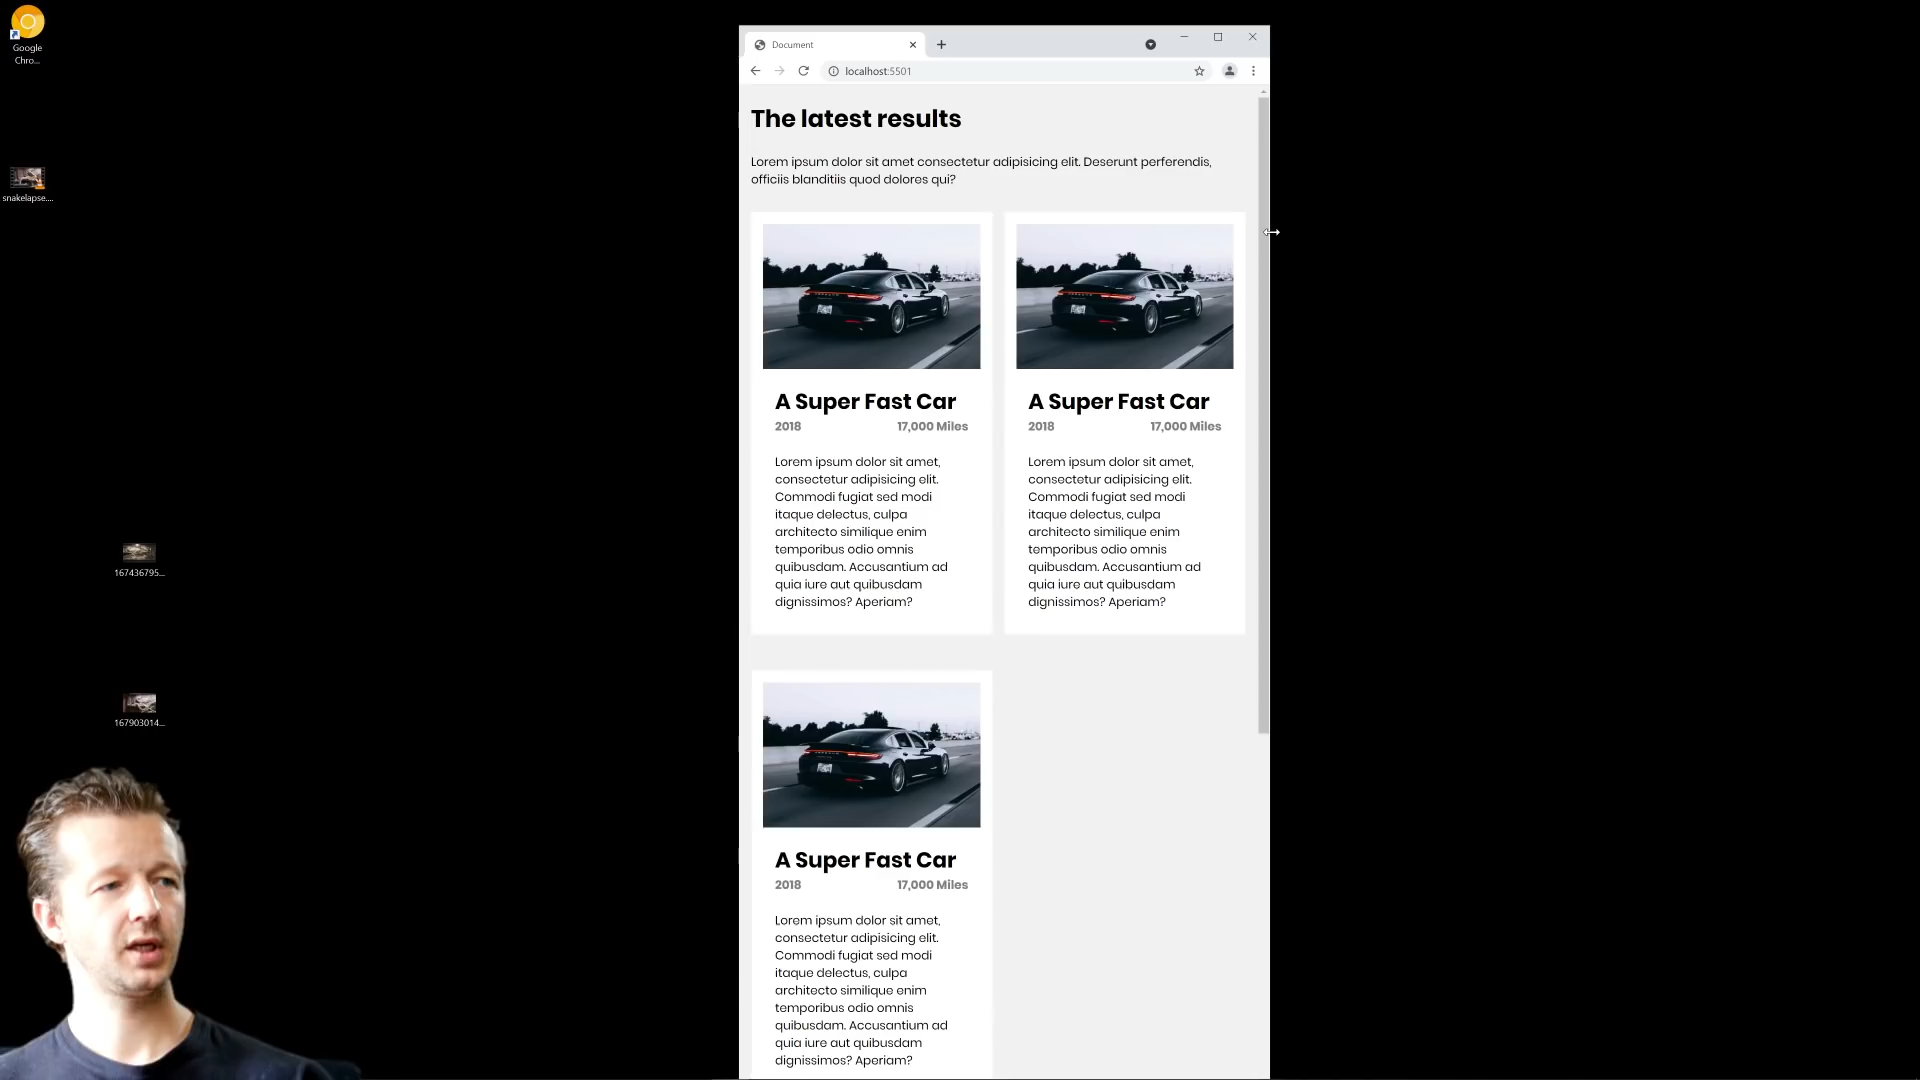 Google
Chro...
snakelapse....
167436795...
167903014...
Document
localhost:5501
The latest results
Lorem ipsum dolor sit amet consectetur adipisicing elit. Deserunt perferendis,
officiis blanditiis quod dolores qui?
A Super Fast Car
2018 17,000 Miles
Lorem ipsum dolor sit amet,
consectetur adipisicing elit.
Commodi fugiat sed modi
itaque delectus, culpa
architecto similique enim
temporibus odio omnis
quibusdam. Accusantium ad
quia iure aut quibusdam
dignissimos? Aperiam?
A Super Fast Car
2018 17,000 Miles
Lorem ipsum dolor sit amet,
consectetur adipisicing elit.
Commodi fugiat sed modi
itaque delectus, culpa
architecto similique enim
temporibus odio omnis
quibusdam. Accusantium ad
quia iure aut quibusdam
dignissimos? Aperiam?
A Super Fast Car
2018 17,000 Miles
Lorem ipsum dolor sit amet,
consectetur adipisicing elit.
Commodi fugiat sed modi
itaque delectus, culpa
architecto similique enim
temporibus odio omnis
quibusdam. Accusantium ad
quia iure aut quibusdam
dignissimos? Aperiam?